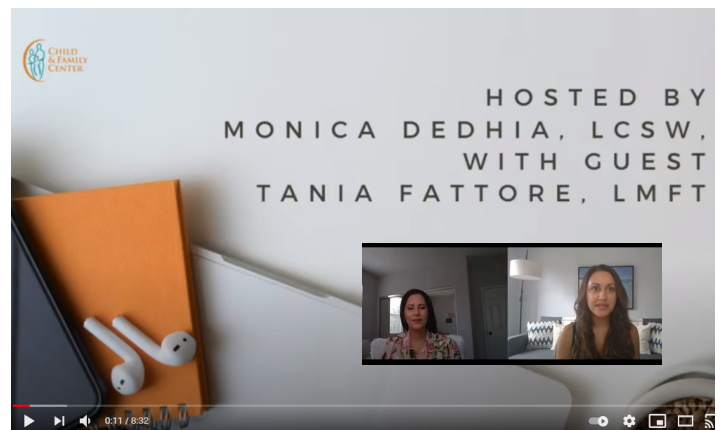 CHILD
& FAMILY
CENTER
HOSTED BY
MONICA DEDHIA, LCSW,
WITH GUEST
TANIA FATTORE, LMFT
0:11 / 8:32